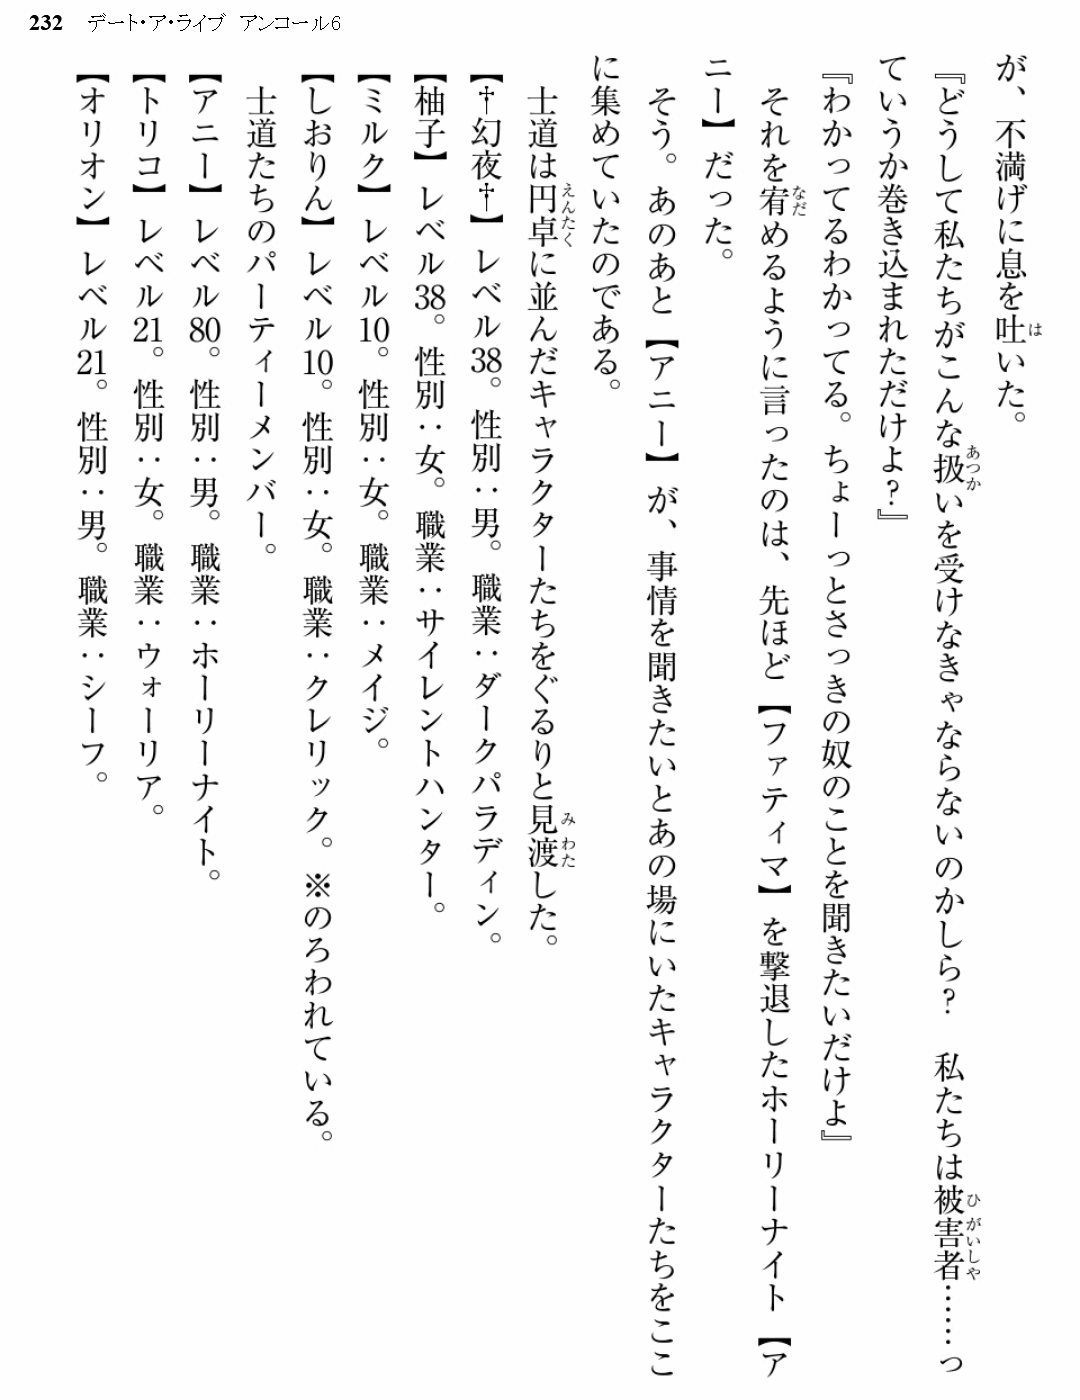 232 デート・ア・ライブ アンコール6
が、不満げに息を吐いた。
『どうして私たちがこんな扱いを受けなきゃならないのかしら？　私たちは被害者……っ
ていうか巻き込まれただけよ？』
『わかってるわかってる。ちょーっとさっきの奴のことを聞きたいだけよ』
　それを宥めるように言ったのは、先ほど【ファティマ】を撃退したホーリーナイト【ア
ニー】だった。
　そう。あのあと【アニー】が、事情を聞きたいとあの場にいたキャラクターたちをここ
に集めていたのである。
　士道は円卓に並んだキャラクターたちをぐるりと見渡した。
【†幻夜†】レベル38。性別：男。職業：ダークパラディン。
【柚子】レベル38。性別：女。職業：サイレントハンター。
【ミルク】レベル10。性別：女。職業：メイジ。
【しおりん】レベル10。性別：女。職業：クレリック。※のろわれている。
　士道たちのパーティーメンバー。
【アニー】レベル80。性別：男。職業：ホーリーナイト。
【トリコ】レベル21。性別：女。職業：ウォーリア。
【オリオン】レベル21。性別：男。職業：シーフ。